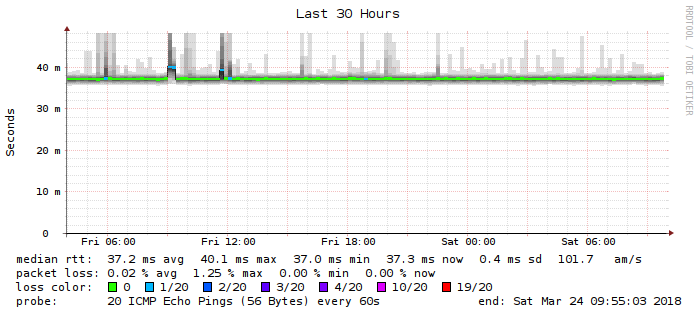 Last 30 Hours
RRDTOOL / TOBI OETIKER
Seconds
40 m
30 m
20 m
10 m
0
Fri 06:00 Fri 12:00 Fri 18:00 Sat 00:00 Sat 06:00
median rtt: 37.2 ms avg 40.1 ms max 37.0 ms min 37.3 ms now 0.4 ms sd 101.7 am/s
packet loss: 0.02 % avg 1.25 % max 0.00 % min 0.00 % now
loss color: 0 1/20 2/20 3/20 4/20 10/20 19/20
probe: 20 ICMP Echo Pings (56 Bytes) every 60s end: Sat Mar 24 09:55:03 2018